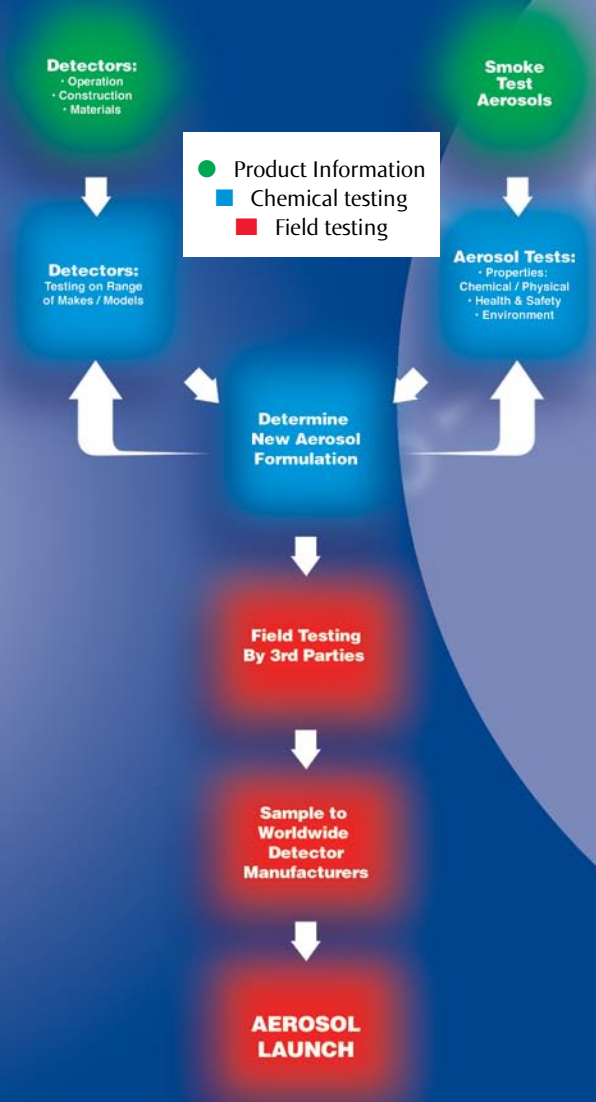 Detectors:
· Operation
· Construction
· Materials
Smoke
Test
Aerosols
Product Information
Chemical testing
Field testing
Detectors:
Testing on Range
of Makes / Models
Aerosol Tests:
· Properties:
Chemical / Physical
· Health & Safety
· Environment
Determine
New Aerosol
Formulation
Field Testing
By 3rd Parties
Sample to
Worldwide
Detector
Manufacturers
AEROSOL
LAUNCH